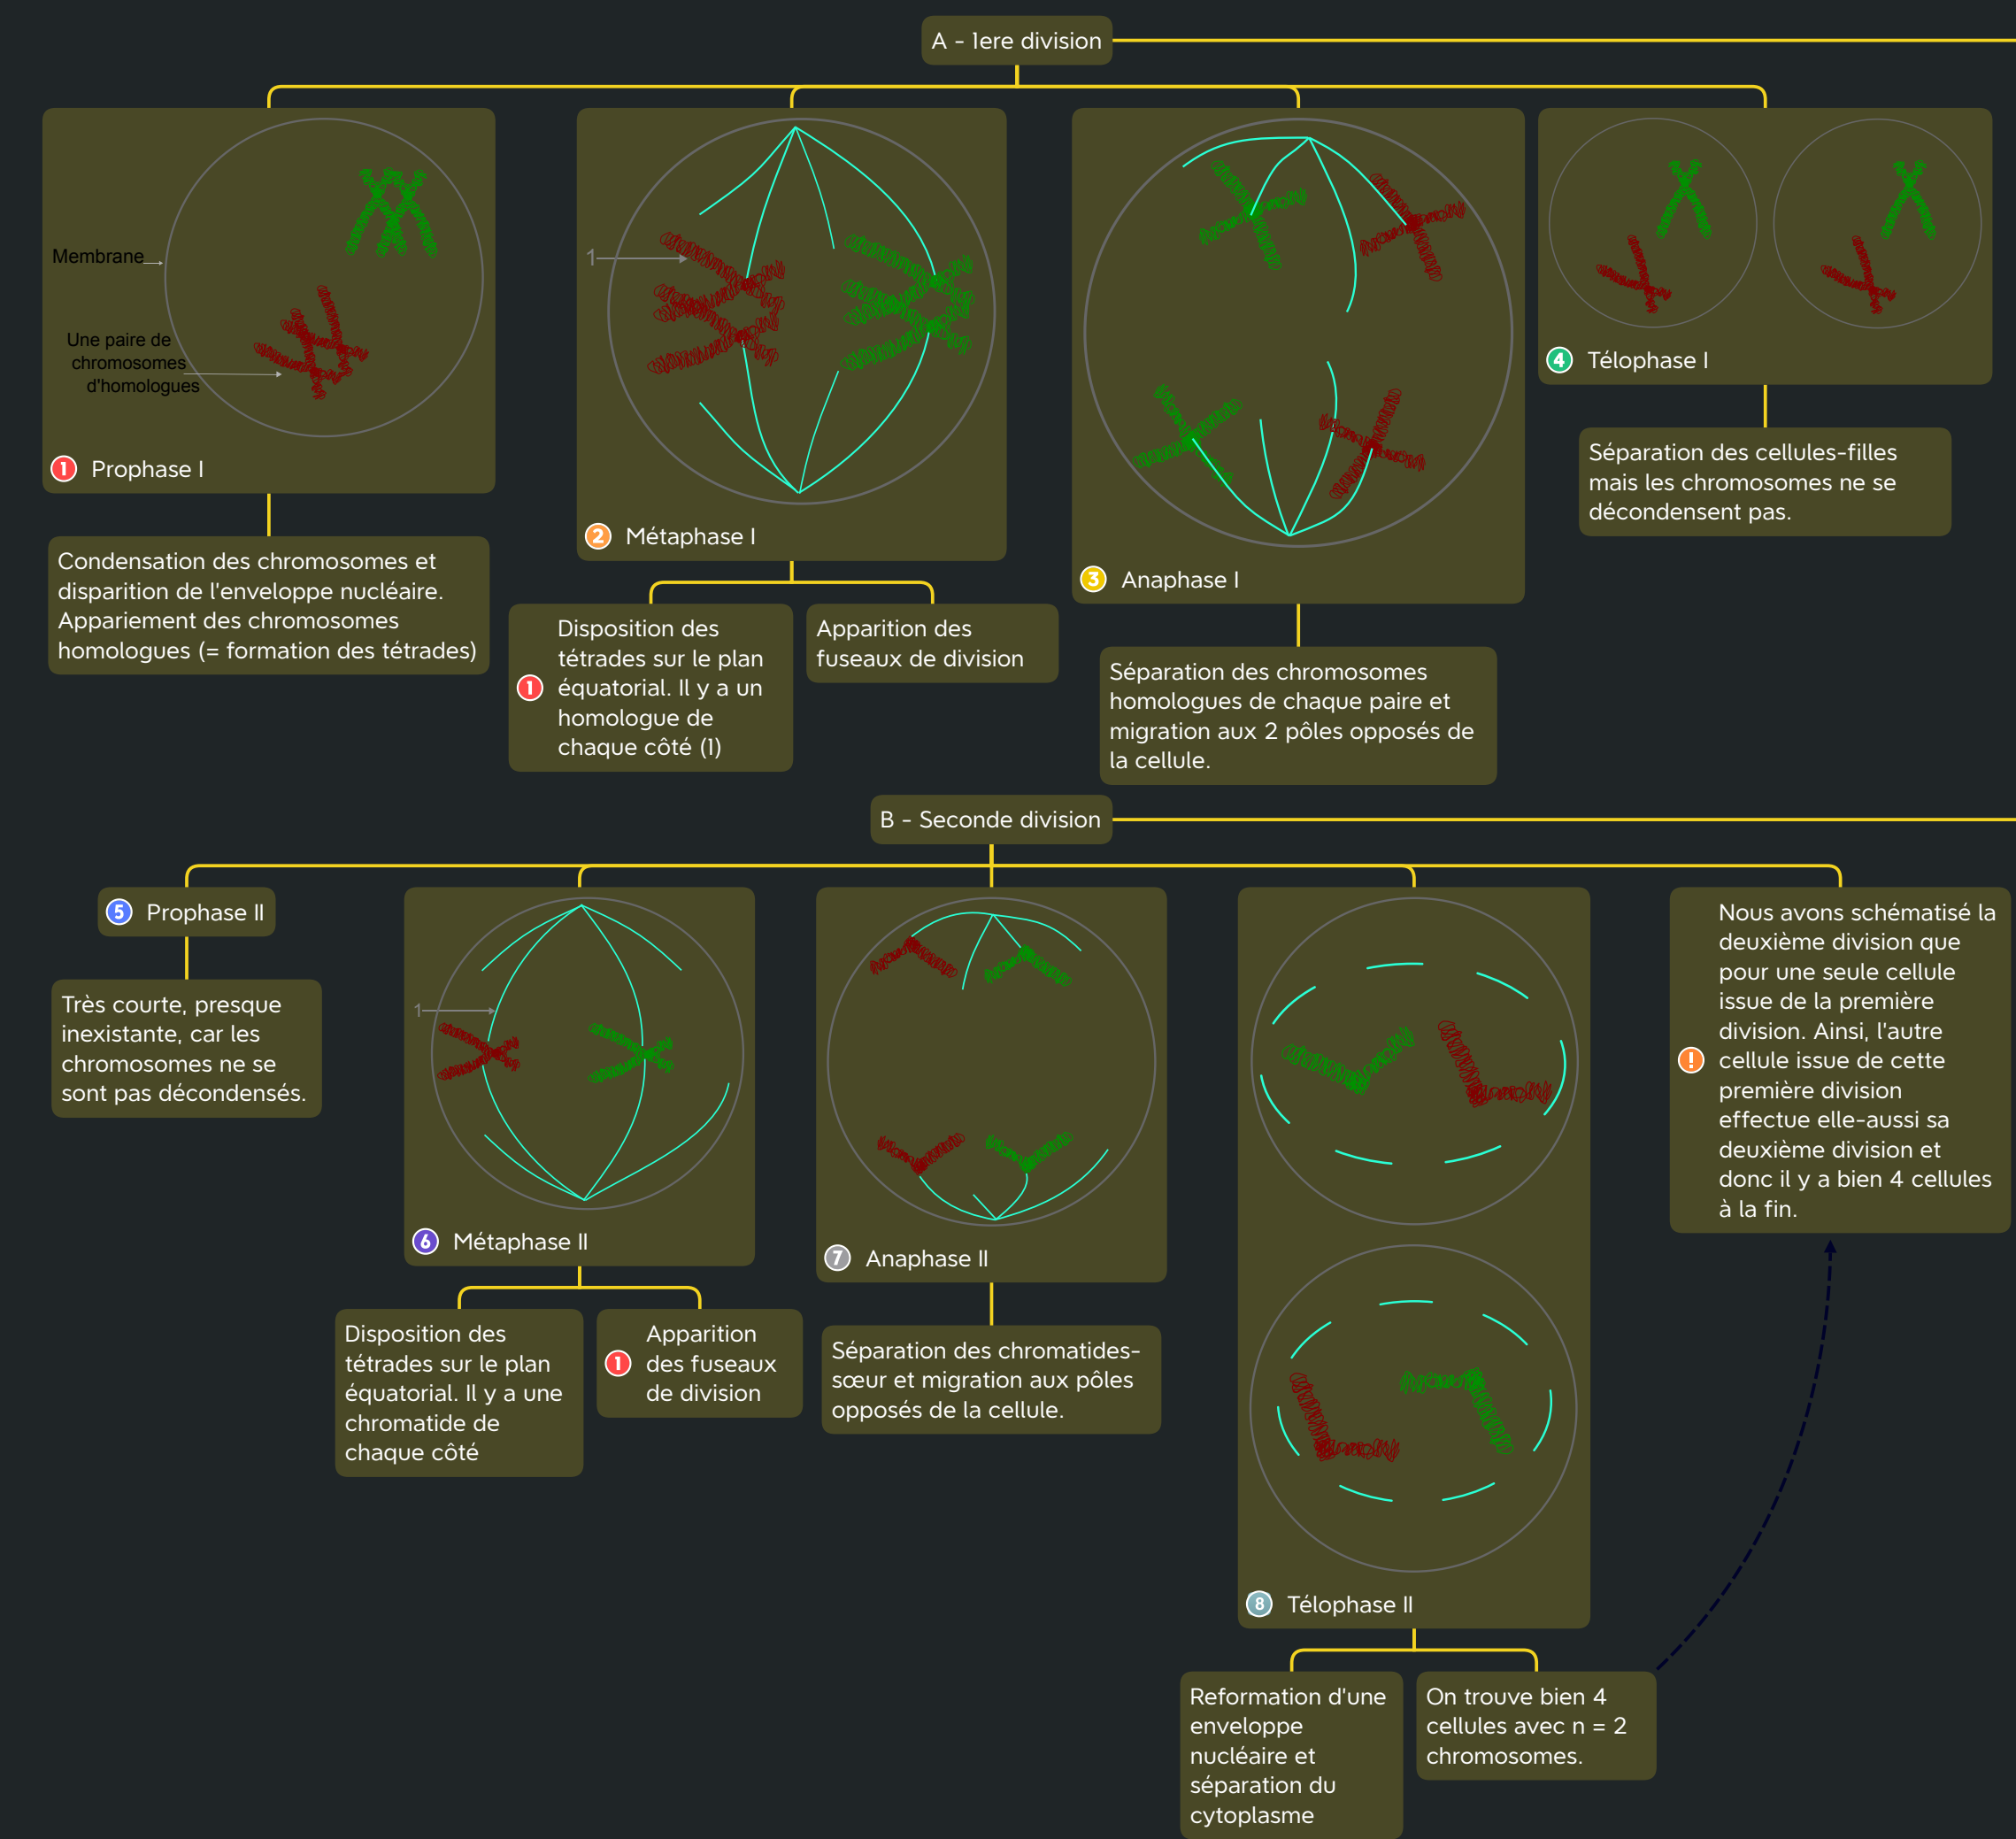 A - 1ere division
Membrane
Une paire de
chromosomes
d'homologues
1 Prophase I
Condensation des chromosomes et
disparition de l'enveloppe nucléaire.
Appariement des chromosomes
homologues (= formation des tétrades)
1
2 Métaphase I
1
Disposition des
tétrades sur le plan
équatorial. Il y a un
homologue de
chaque côté (1)
Apparition des
fuseaux de division
3 Anaphase I
Séparation des chromosomes
homologues de chaque paire et
migration aux 2 pôles opposés de
la cellule.
4 Télophase I
Séparation des cellules-filles
mais les chromosomes ne se
décondensent pas.
B - Seconde division
5 Prophase II
Très courte, presque
inexistante, car les
chromosomes ne se
sont pas décondensés.
1
6 Métaphase II
Disposition des
tétrades sur le plan
équatorial. Il y a une
chromatide de
chaque côté
1
Apparition
des fuseaux
de division
7 Anaphase II
Séparation des chromatides-
sœur et migration aux pôles
opposés de la cellule.
8 Télophase II
Reformation d'une
enveloppe
nucléaire et
séparation du
cytoplasme
On trouve bien 4
cellules avec n = 2
chromosomes.
!
Nous avons schématisé la
deuxième division que
pour une seule cellule
issue de la première
division. Ainsi, l'autre
cellule issue de cette
première division
effectue elle-aussi sa
deuxième division et
donc il y a bien 4 cellules
à la fin.